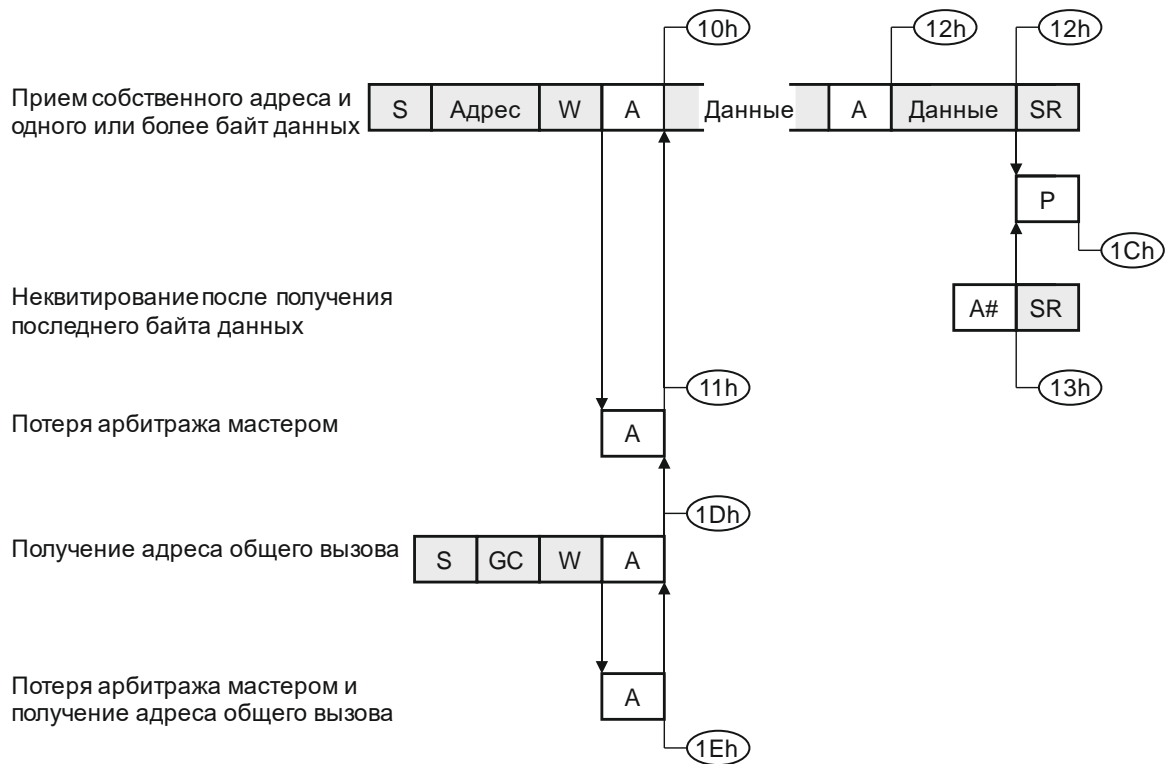 10h 12h 12h
Прием собственного адреса и
одного или более байт данных
S Адрес W A Данные A Данные SR
P
1Ch
Неквитирование после получения
последнего байта данных
A# SR
11h 13h
Потеря арбитража мастером
A
1Dh
Получение адреса общего вызова
S GC W A
Потеря арбитража мастером и
получение адреса общего вызова
A
1Eh